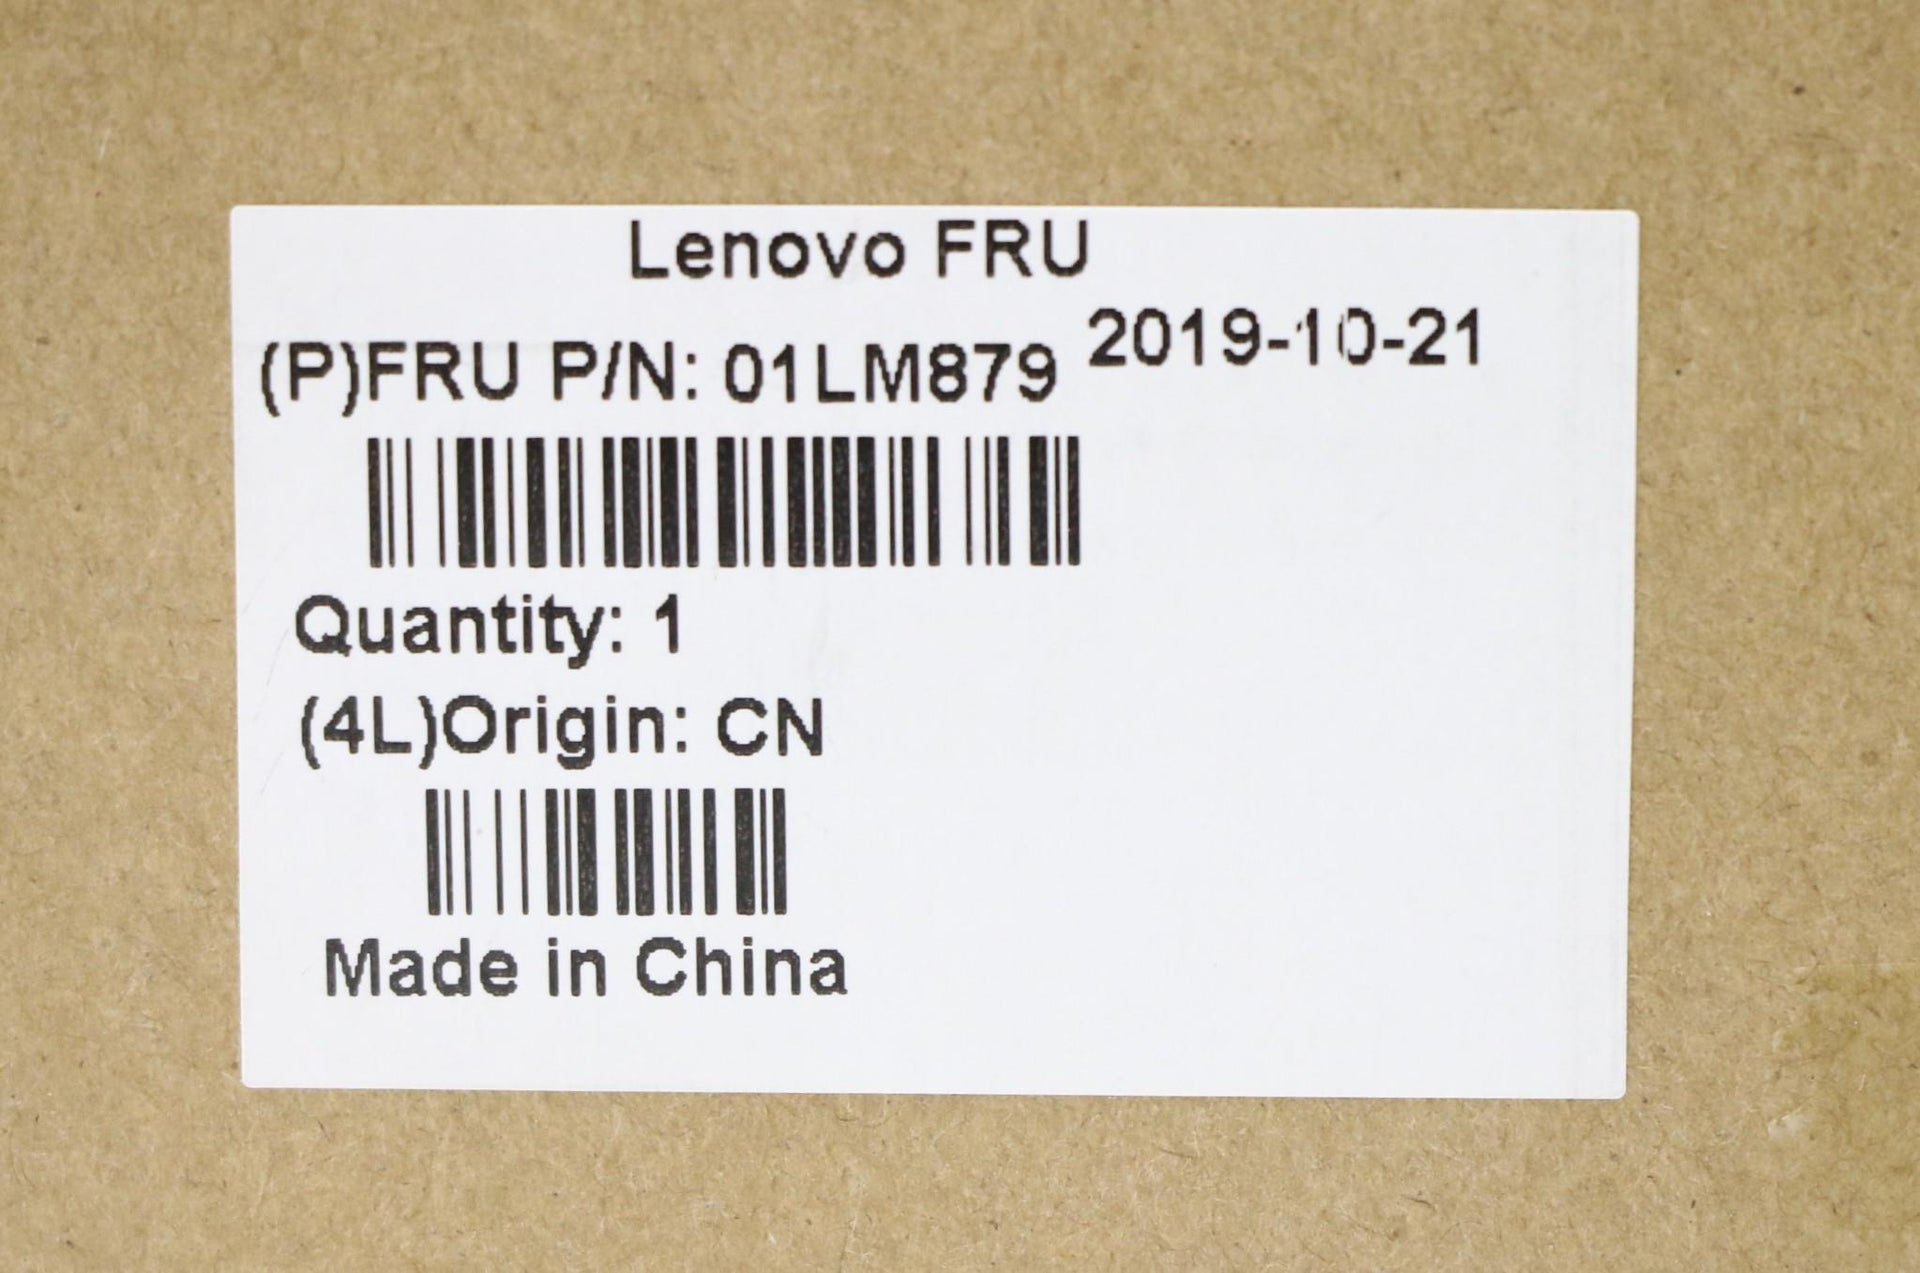 Lenovo FRU
(P)FRU P/N: 01LM879 2019-10-21
Quantity: 1
(4L)Origin: CN
Made in China